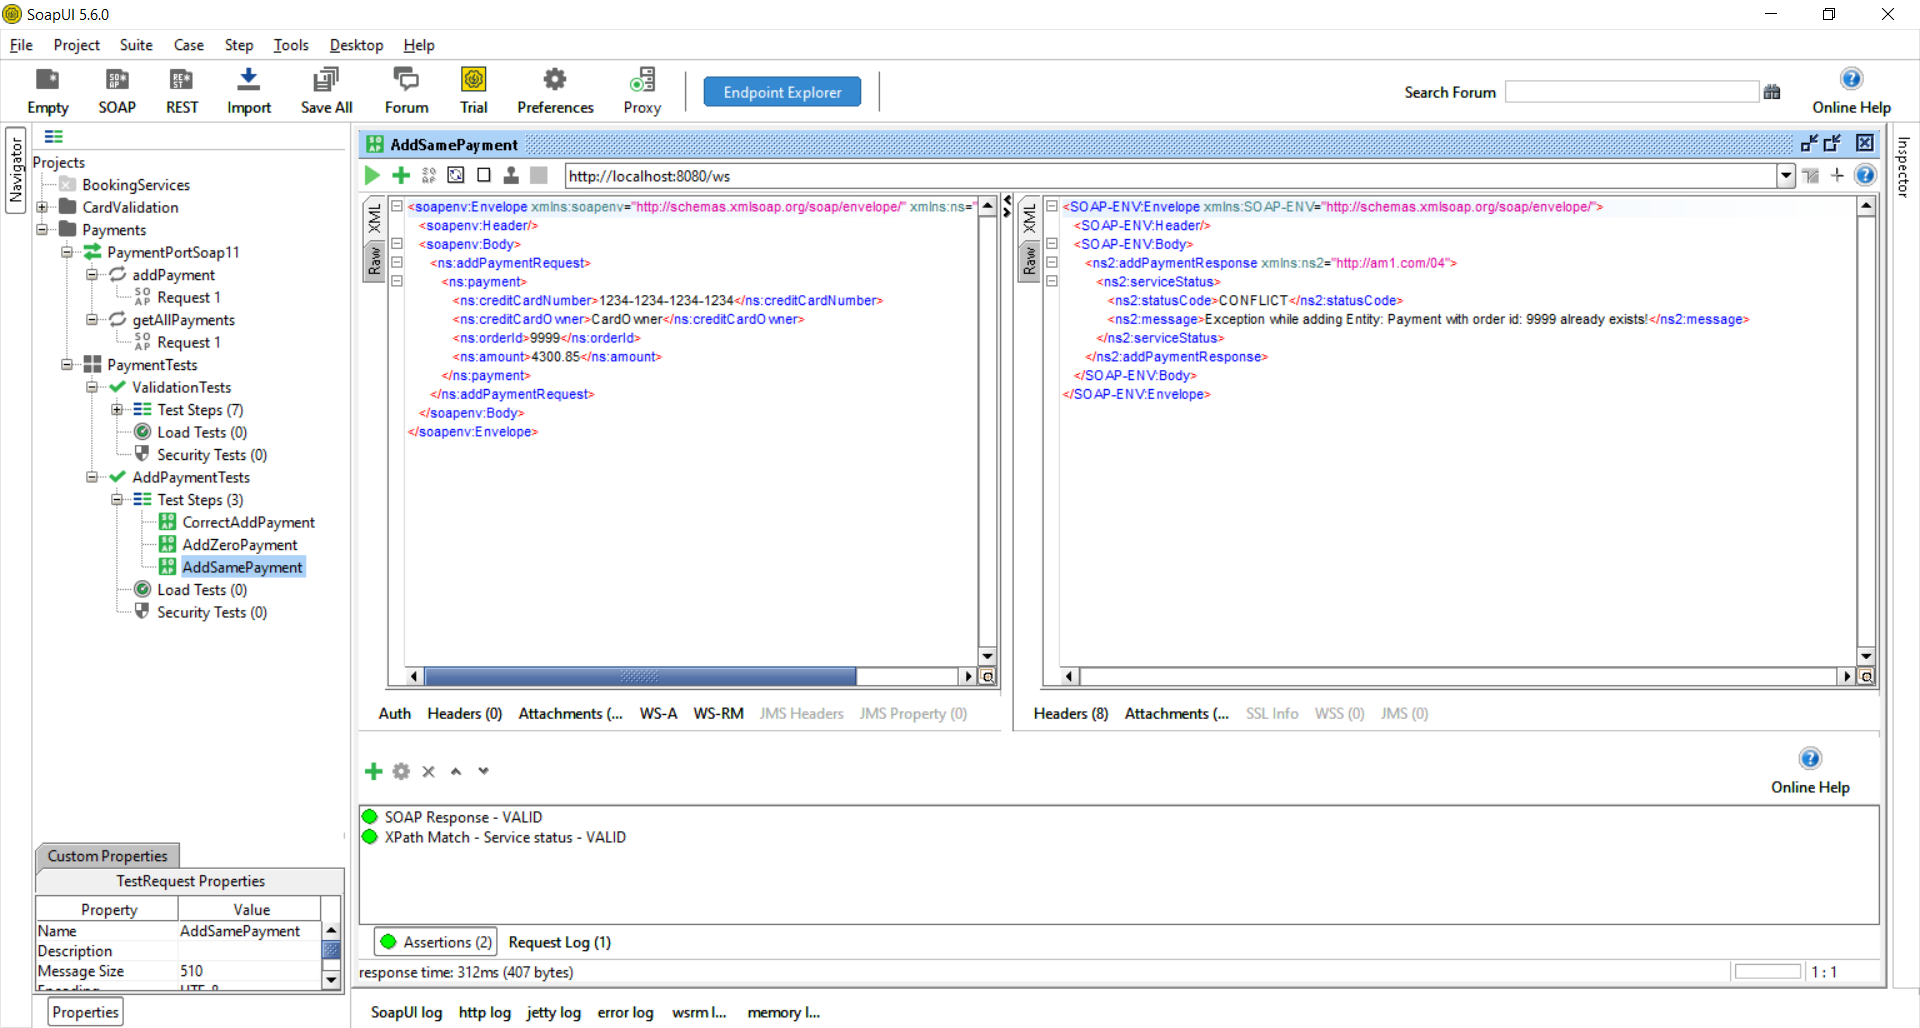 SoapUI 5.6.0
File Project Suite Case Step Tools Desktop Help
Empty SOAP REST Import Save All Forum Trial Preferences Proxy
Endpoint Explorer
Search Forum
Online Help
Navigator
Projects
BookingServices
CardValidation
Payments
PaymentPortSoap11
addPayment
Request 1
getAllPayments
Request 1
PaymentTests
ValidationTests
Test Steps (7)
Load Tests (0)
Security Tests (0)
AddPaymentTests
Test Steps (3)
CorrectAddPayment
AddZeroPayment
AddSamePayment
Load Tests (0)
Security Tests (0)
Custom Properties
TestRequest Properties
Property Value
Name AddSamePayment
Description
Message Size 510
Encoding UTF-8
Properties
AddSamePayment
http://localhost:8080/ws
XML
Raw
<soapenv:Envelope xmlns:soapenv="http://schemas.xmlsoap.org/soap/envelope/" xmlns:ns="
<soapenv:Header/>
<soapenv:Body>
<ns:addPaymentRequest>
<ns:payment>
<ns:creditCardNumber>1234-1234-1234-1234</ns:creditCardNumber>
<ns:creditCardOwner>CardOwner</ns:creditCardOwner>
<ns:orderId>9999</ns:orderId>
<ns:amount>4300.85</ns:amount>
</ns:payment>
</ns:addPaymentRequest>
</soapenv:Body>
</soapenv:Envelope>
Auth Headers (0) Attachments (... WS-A WS-RM JMS Headers JMS Property (0)
XML
Raw
<SOAP-ENV:Envelope xmlns:SOAP-ENV="http://schemas.xmlsoap.org/soap/envelope/">
<SOAP-ENV:Header/>
<SOAP-ENV:Body>
<ns2:addPaymentResponse xmlns:ns2="http://am1.com/04">
<ns2:serviceStatus>
<ns2:statusCode>CONFLICT</ns2:statusCode>
<ns2:message>Exception while adding Entity: Payment with order id: 9999 already exists!</ns2:message>
</ns2:serviceStatus>
</ns2:addPaymentResponse>
</SOAP-ENV:Body>
</SOAP-ENV:Envelope>
Headers (8) Attachments (... SSL Info WSS (0) JMS (0)
Online Help
SOAP Response - VALID
XPath Match - Service status - VALID
Assertions (2) Request Log (1)
response time: 312ms (407 bytes)
1 : 1
SoapUI log http log jetty log error log wsrm l... memory l...
Inspector